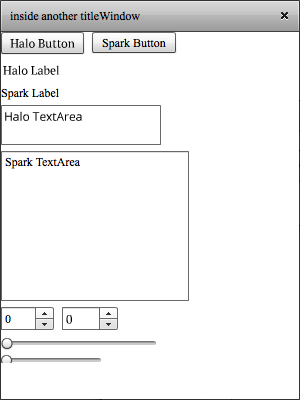 inside another titleWindow ×
Halo Button Spark Button
Halo Label
Spark Label
Halo TextArea
Spark TextArea
0 0